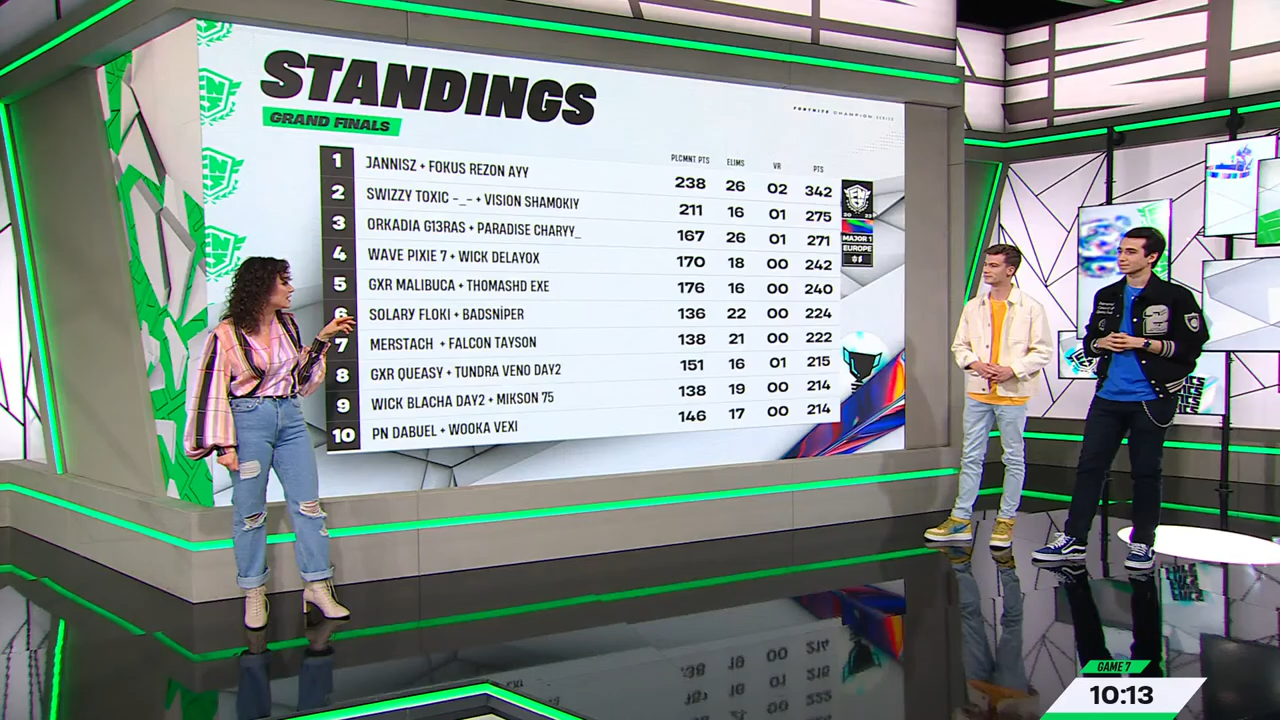 STANDINGS
GRAND FINALS
FORTNITE CHAMPION SERIES
PLCMNT PTS ELIMS VR PTS
1 JANNISZ + FOKUS REZON AYY 238 26 02 342
2 SWIZZY TOXIC -_- + VISION SHAMOKIY 211 16 01 275
3 ORKADIA G13RAS + PARADISE CHARYY_ 167 26 01 271
4 WAVE PIXIE 7 + WICK DELAYOX 170 18 00 242
5 GXR MALIBUCA + THOMASHD EXE 176 16 00 240
6 SOLARY FLOKI + BADSNİPER 136 22 00 224
7 MERSTACH + FALCON TAYSON 138 21 00 222
8 GXR QUEASY + TUNDRA VENO DAY2 151 16 01 215
9 WICK BLACHA DAY2 + MIKSON 75 138 19 00 214
10 PN DABUEL + WOOKA VEXI 146 17 00 214
20 23
MAJOR 1
EUROPE
GAME 7
10:13